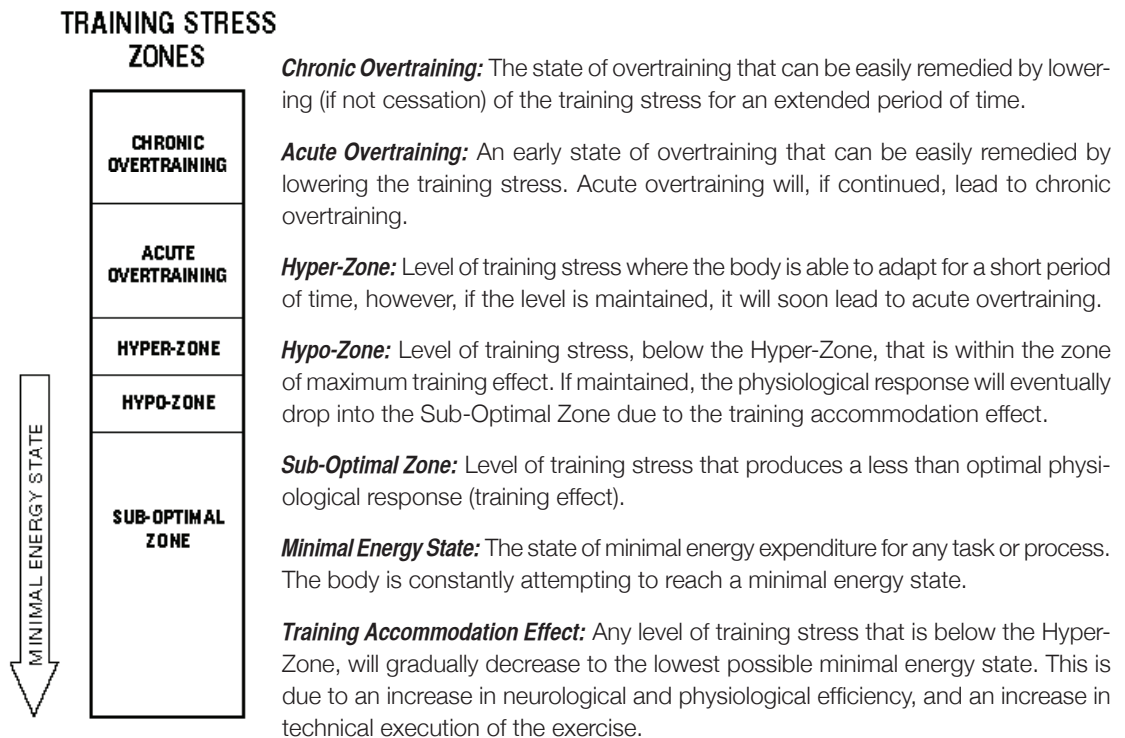 TRAINING STRESS
ZONES
CHRONIC
OVERTRAINING
ACUTE
OVERTRAINING
HYPER-ZONE
HYPO-ZONE
SUB-OPTIMAL
ZONE
MINIMAL ENERGY STATE
Chronic Overtraining: The state of overtraining that can be easily remedied by lower-
ing (if not cessation) of the training stress for an extended period of time.
Acute Overtraining: An early state of overtraining that can be easily remedied by
lowering the training stress. Acute overtraining will, if continued, lead to chronic
overtraining.
Hyper-Zone: Level of training stress where the body is able to adapt for a short period
of time, however, if the level is maintained, it will soon lead to acute overtraining.
Hypo-Zone: Level of training stress, below the Hyper-Zone, that is within the zone
of maximum training effect. If maintained, the physiological response will eventually
drop into the Sub-Optimal Zone due to the training accommodation effect.
Sub-Optimal Zone: Level of training stress that produces a less than optimal physi-
ological response (training effect).
Minimal Energy State: The state of minimal energy expenditure for any task or process.
The body is constantly attempting to reach a minimal energy state.
Training Accommodation Effect: Any level of training stress that is below the Hyper-
Zone, will gradually decrease to the lowest possible minimal energy state. This is
due to an increase in neurological and physiological efficiency, and an increase in
technical execution of the exercise.